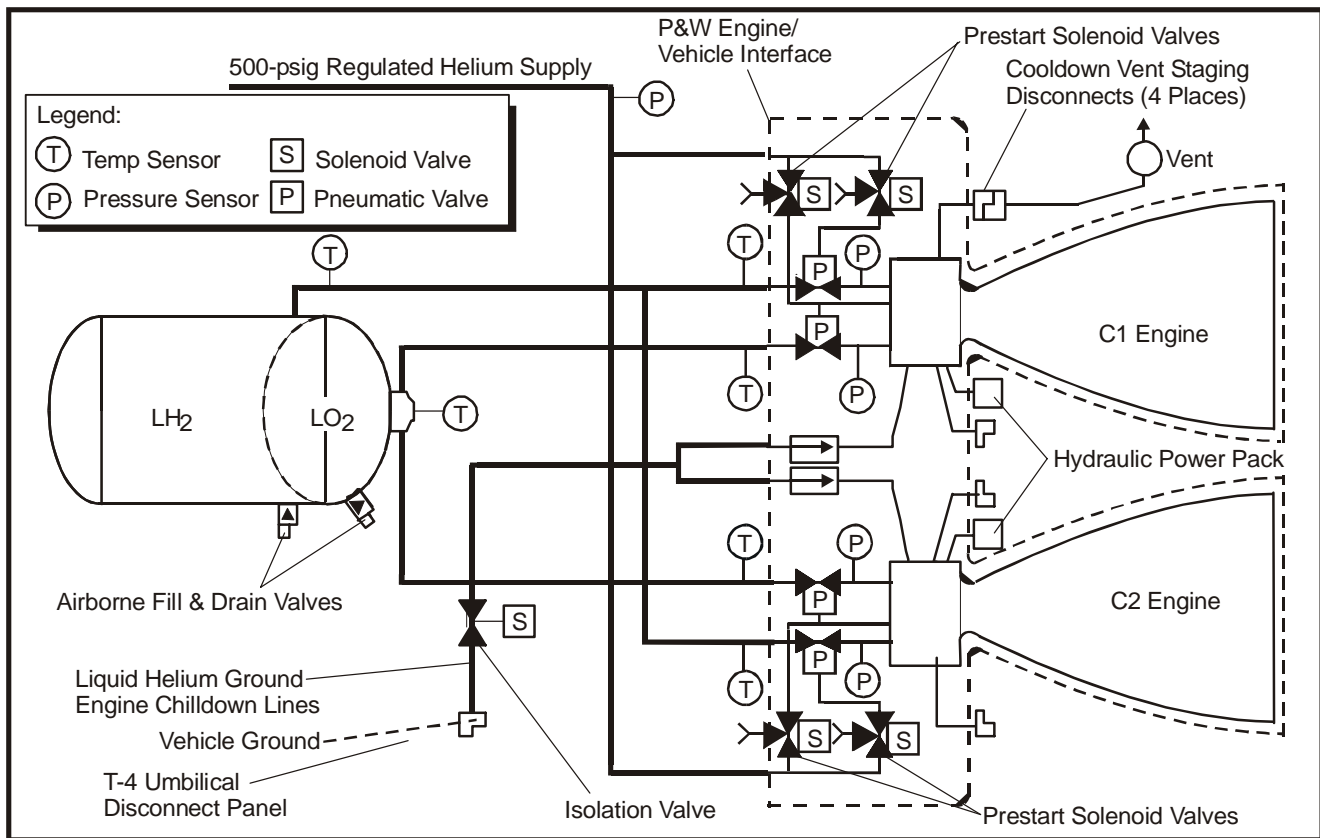 P&W Engine/
Vehicle Interface
Prestart Solenoid Valves
500-psig Regulated Helium Supply
Cooldown Vent Staging
Disconnects (4 Places)
P
Legend:
T Temp Sensor
S Solenoid Valve
P Pressure Sensor
P Pneumatic Valve
Vent
S
S
T
T
P
P
P
C1 Engine
T
P
LH2
LO2
T
Hydraulic Power Pack
T
P
Airborne Fill & Drain Valves
P
C2 Engine
S
P
T
P
Liquid Helium Ground
Engine Chilldown Lines
Vehicle Ground
S
S
T-4 Umbilical
Disconnect Panel
Isolation Valve
Prestart Solenoid Valves